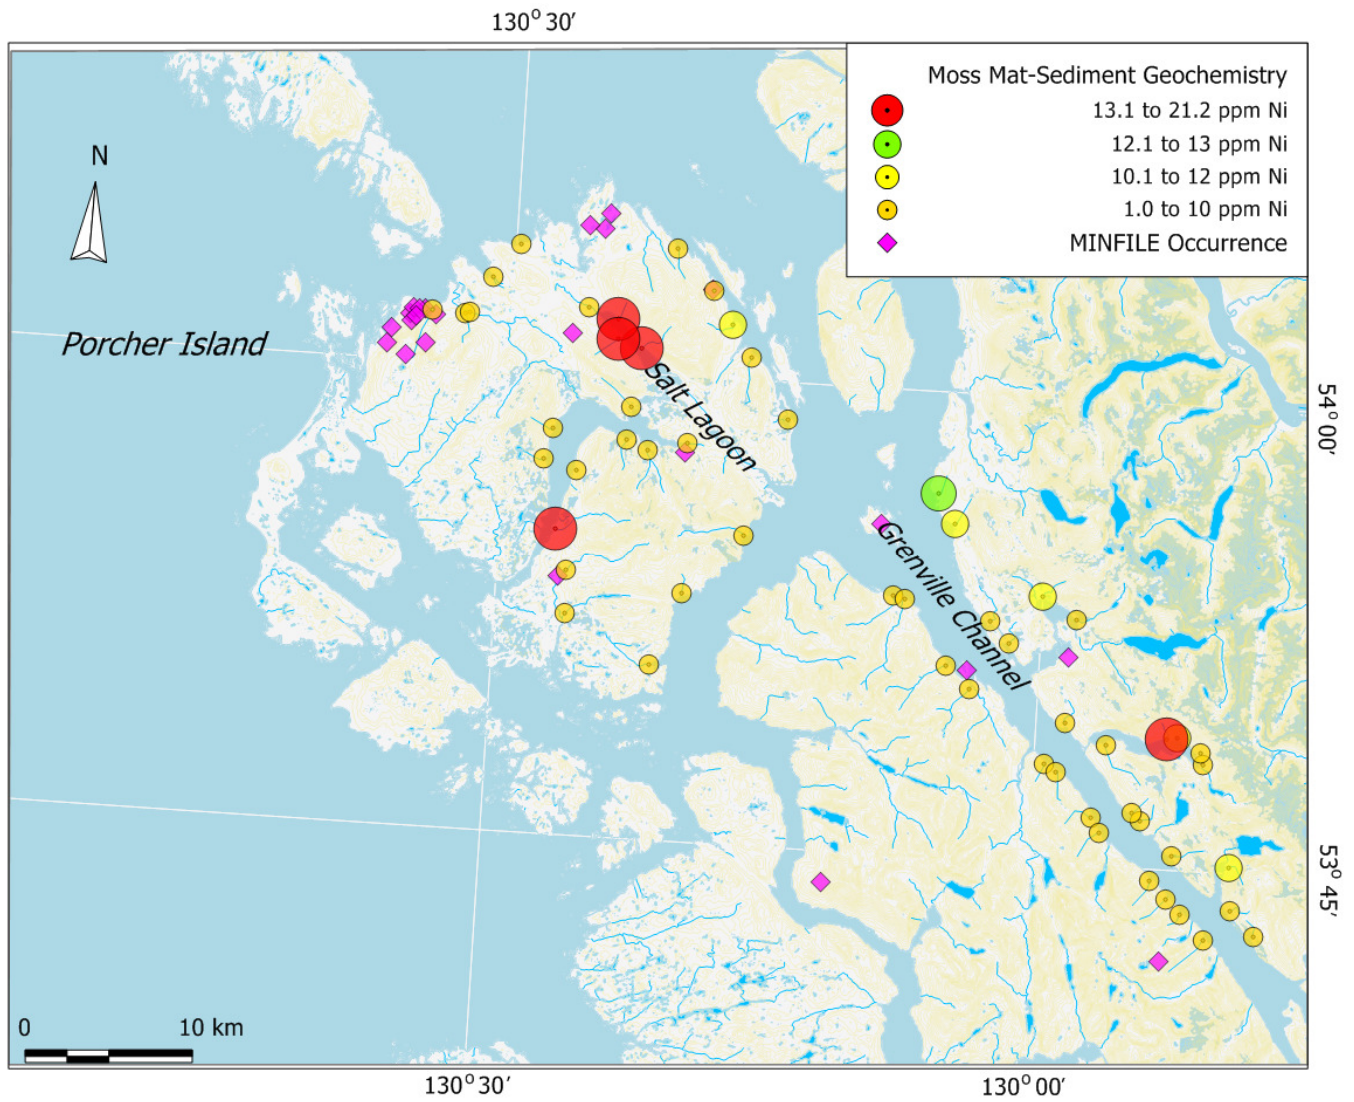 130° 30'
Moss Mat-Sediment Geochemistry
13.1 to 21.2 ppm Ni
12.1 to 13 ppm Ni
10.1 to 12 ppm Ni
1.0 to 10 ppm Ni
MINFILE Occurrence
N
Porcher Island
Salt Lagoon
54° 00'
Grenville Channel
53° 45'
0 10 km
130° 30'
130° 00'